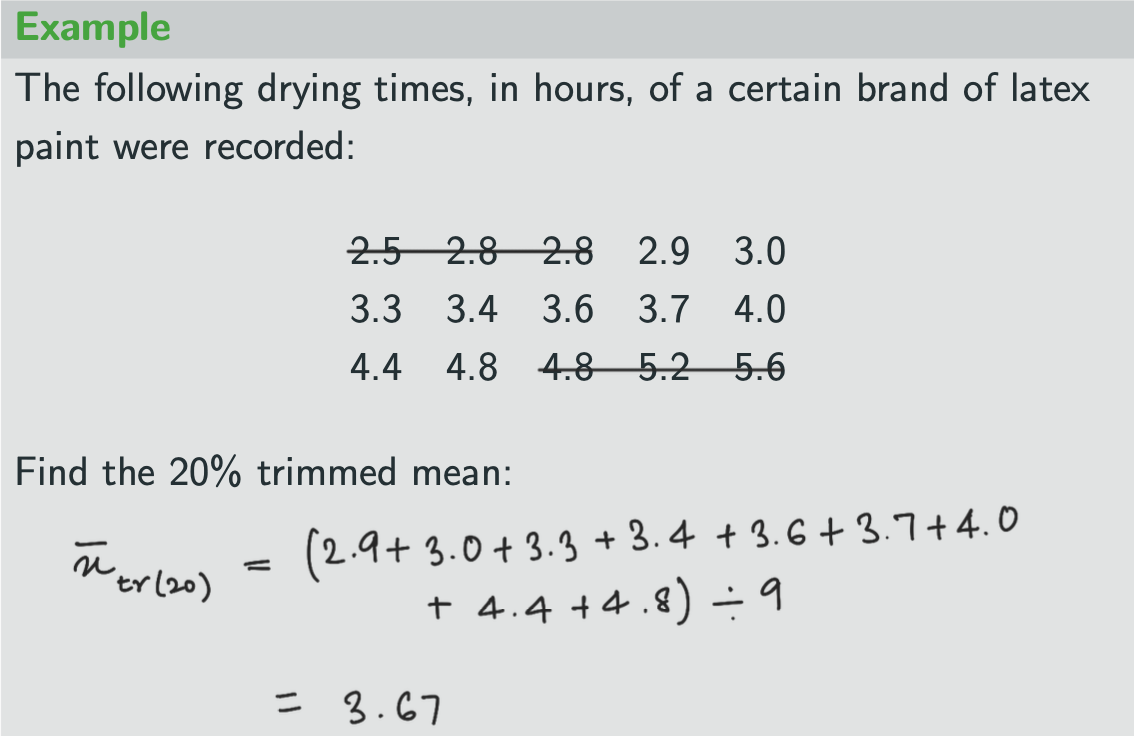 Example
The following drying times, in hours, of a certain brand of latex
paint were recorded:
2.5 2.8 2.8 2.9 3.0
3.3 3.4 3.6 3.7 4.0
4.4 4.8 4.8 5.2 5.6
Find the 20% trimmed mean:
x̄ tr(20) = (2.9+ 3.0+3.3 + 3.4 + 3.6 + 3.7+4.0
+ 4.4 +4.8) ÷ 9
= 3.67